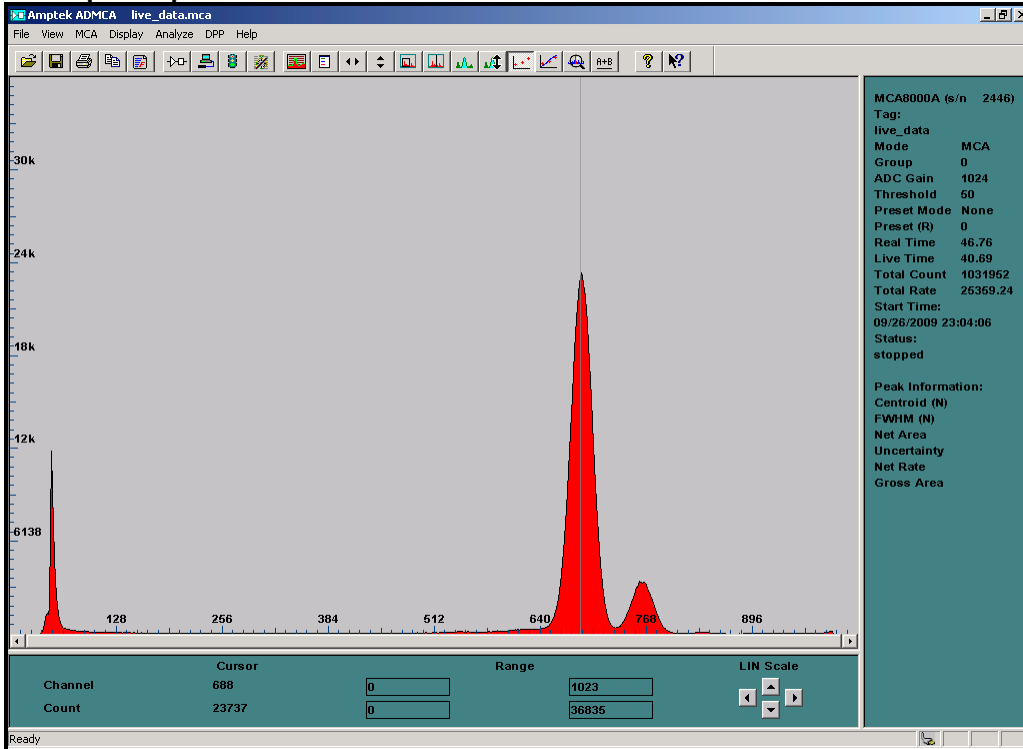 Amptek ADMCA live_data.mca
File View MCA Display Analyze DPP Help
A+B
30k
24k
18k
12k
6138
128 256 384 512 640 768 896
MCA8000A (s/n 2446)
Tag:
live_data
Mode MCA
Group 0
ADC Gain 1024
Threshold 50
Preset Mode None
Preset (R) 0
Real Time 46.76
Live Time 40.69
Total Count 1031952
Total Rate 25359.24
Start Time:
09/26/2009 23:04:06
Status:
stopped
Peak Information:
Centroid (N)
FWHM (N)
Net Area
Uncertainty
Net Rate
Gross Area
Cursor Range LIN Scale
Channel 688 0 1023
Count 23737 0 36835
Ready